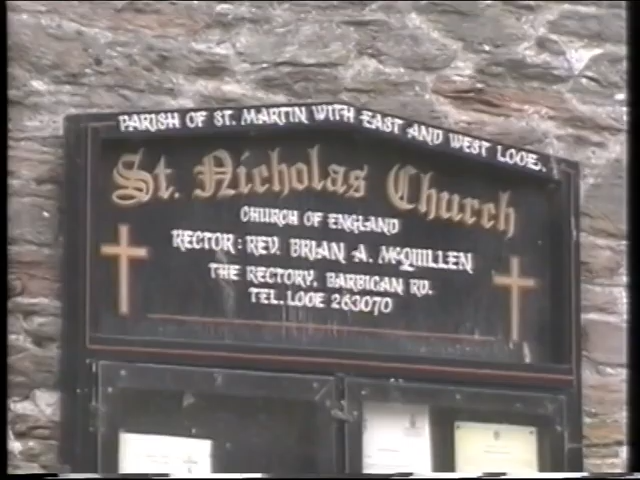 PARISH OF ST. MARTIN WITH EAST AND WEST LOOE.
St. Nicholas Church
CHURCH OF ENGLAND
RECTOR: REV. BRIAN A. McQUILLEN
THE RECTORY, BARBICAN RD.
TEL. LOOE 263070